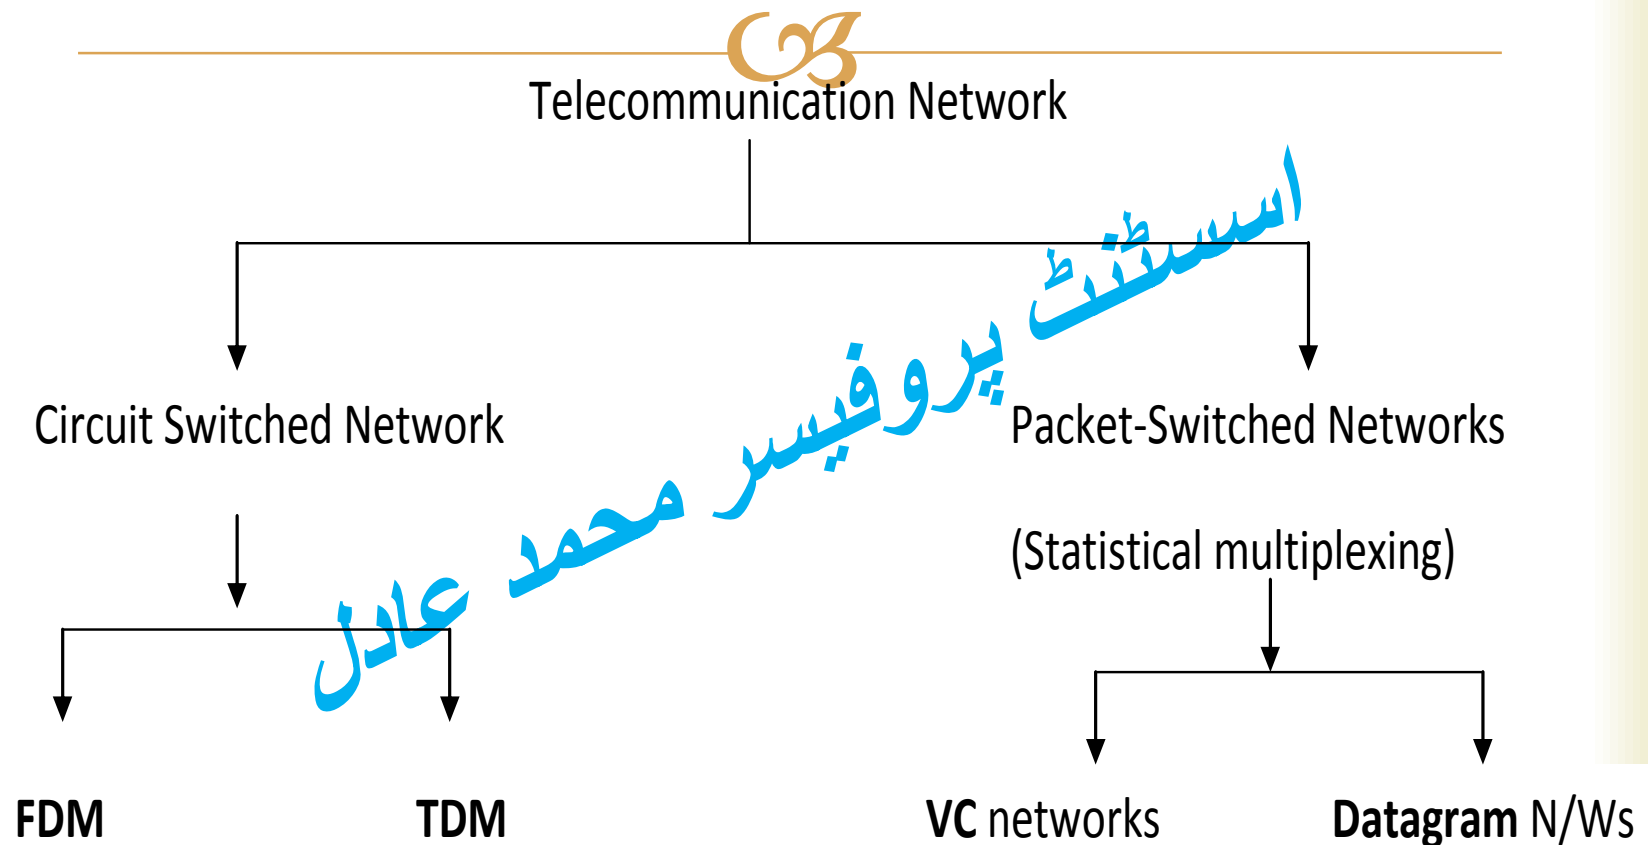 Telecommunication Network
Circuit Switched Network
Packet-Switched Networks
(Statistical multiplexing)
FDM
TDM
VC networks
Datagram N/Ws
اسسٹنٹ پروفیسر محمد عادل